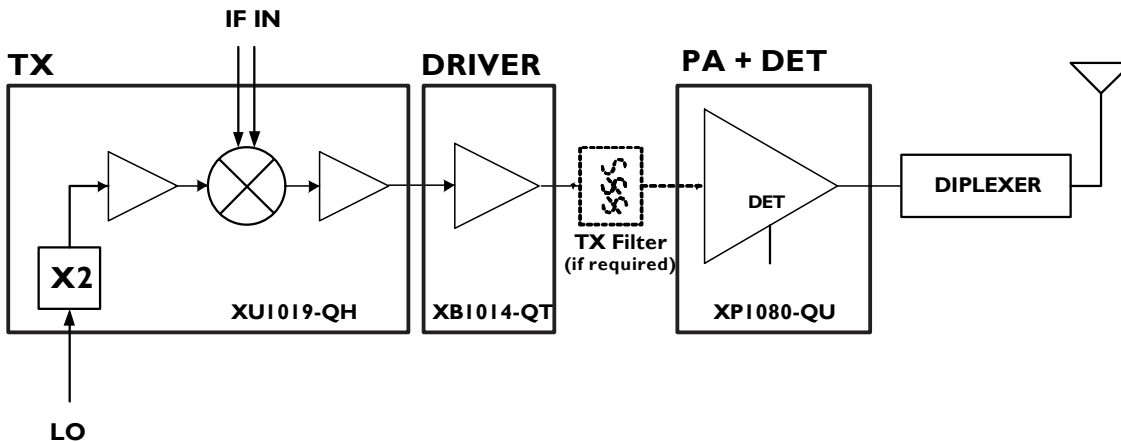 IF IN
TX
DRIVER
PA + DET
X2
DET
DIPLEXER
TX Filter
(if required)
XU1019-QH
XB1014-QT
XP1080-QU
LO